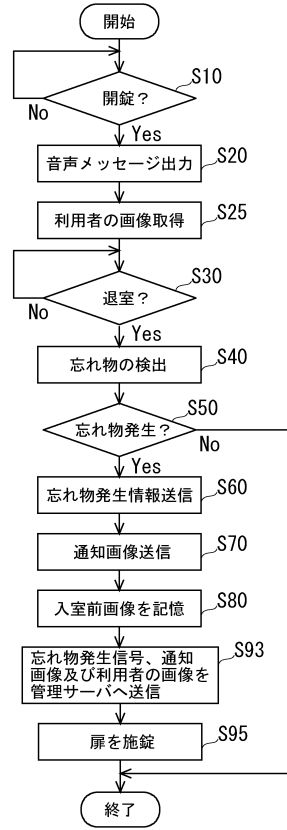 開始
S10
開錠？
No
Yes
S20
音声メッセージ出力
S25
利用者の画像取得
S30
退室？
No
Yes
S40
忘れ物の検出
S50
忘れ物発生？
No
Yes
S60
忘れ物発生情報送信
S70
通知画像送信
S80
入室前画像を記憶
S93
忘れ物発生信号、通知
画像及び利用者の画像を
管理サーバへ送信
S95
扉を施錠
終了